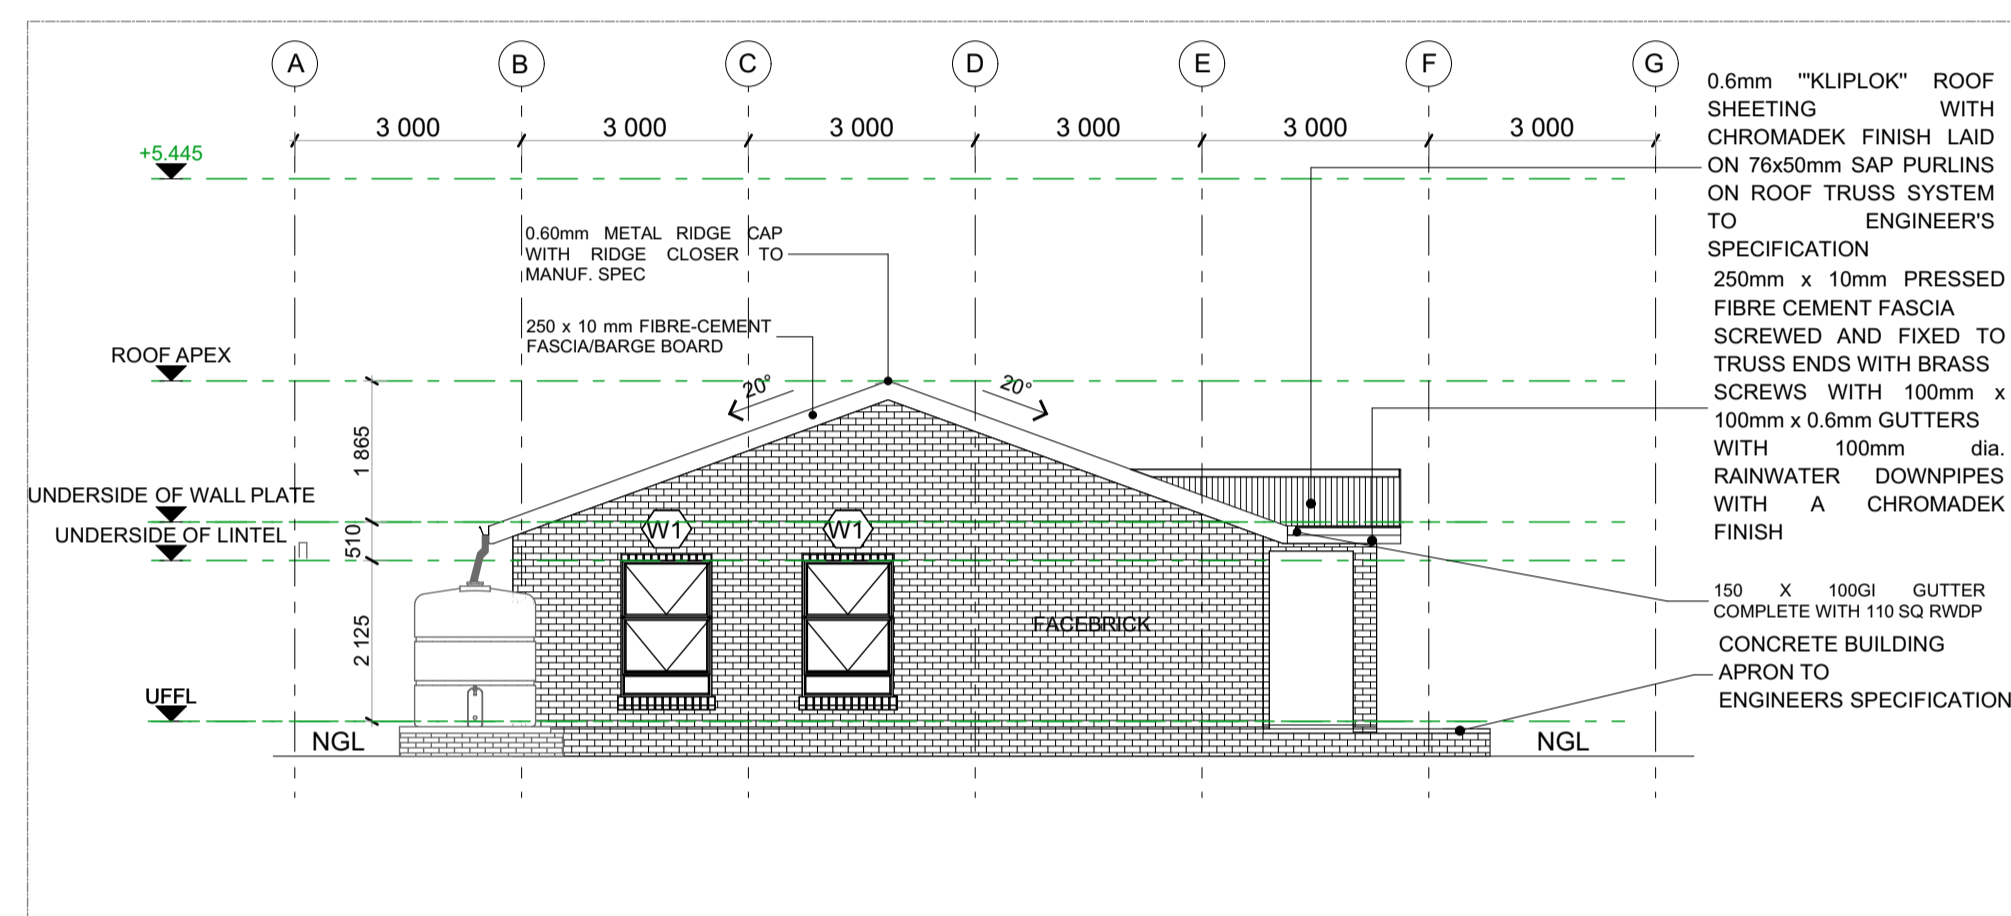 A B C D E F G
3 000 3 000 3 000 3 000 3 000 3 000
+5.445
0.6mm '"KLIPLOK" ROOF
SHEETING WITH
CHROMADEK FINISH LAID
ON 76x50mm SAP PURLINS
ON ROOF TRUSS SYSTEM
TO ENGINEER'S
SPECIFICATION
250mm x 10mm PRESSED
FIBRE CEMENT FASCIA
SCREWED AND FIXED TO
TRUSS ENDS WITH BRASS
SCREWS WITH 100mm x
100mm x 0.6mm GUTTERS
WITH 100mm dia.
RAINWATER DOWNPIPES
WITH A CHROMADEK
FINISH
150 X 100GI GUTTER
COMPLETE WITH 110 SQ RWDP
CONCRETE BUILDING
APRON TO
ENGINEERS SPECIFICATION
0.60mm METAL RIDGE CAP
WITH RIDGE CLOSER TO
MANUF. SPEC
250 x 10 mm FIBRE-CEMENT
FASCIA/BARGE BOARD
ROOF APEX
20° 20°
1 865
UNDERSIDE OF WALL PLATE
510
UNDERSIDE OF LINTEL
W1 W1
2 125
FACEBRICK
UFFL
NGL NGL